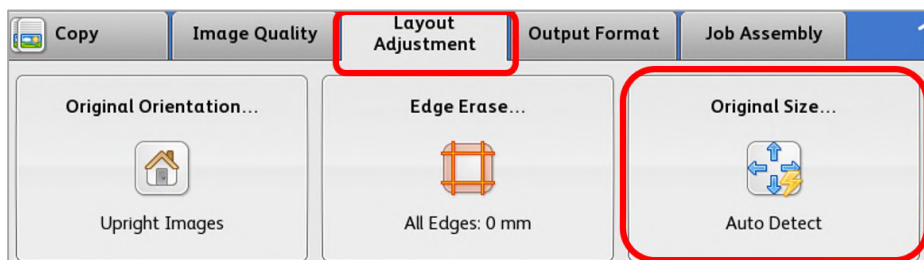 Copy
Image Quality
Layout
Adjustment
Output Format
Job Assembly
Original Orientation...
Edge Erase...
Original Size...
Upright Images
All Edges: 0 mm
Auto Detect